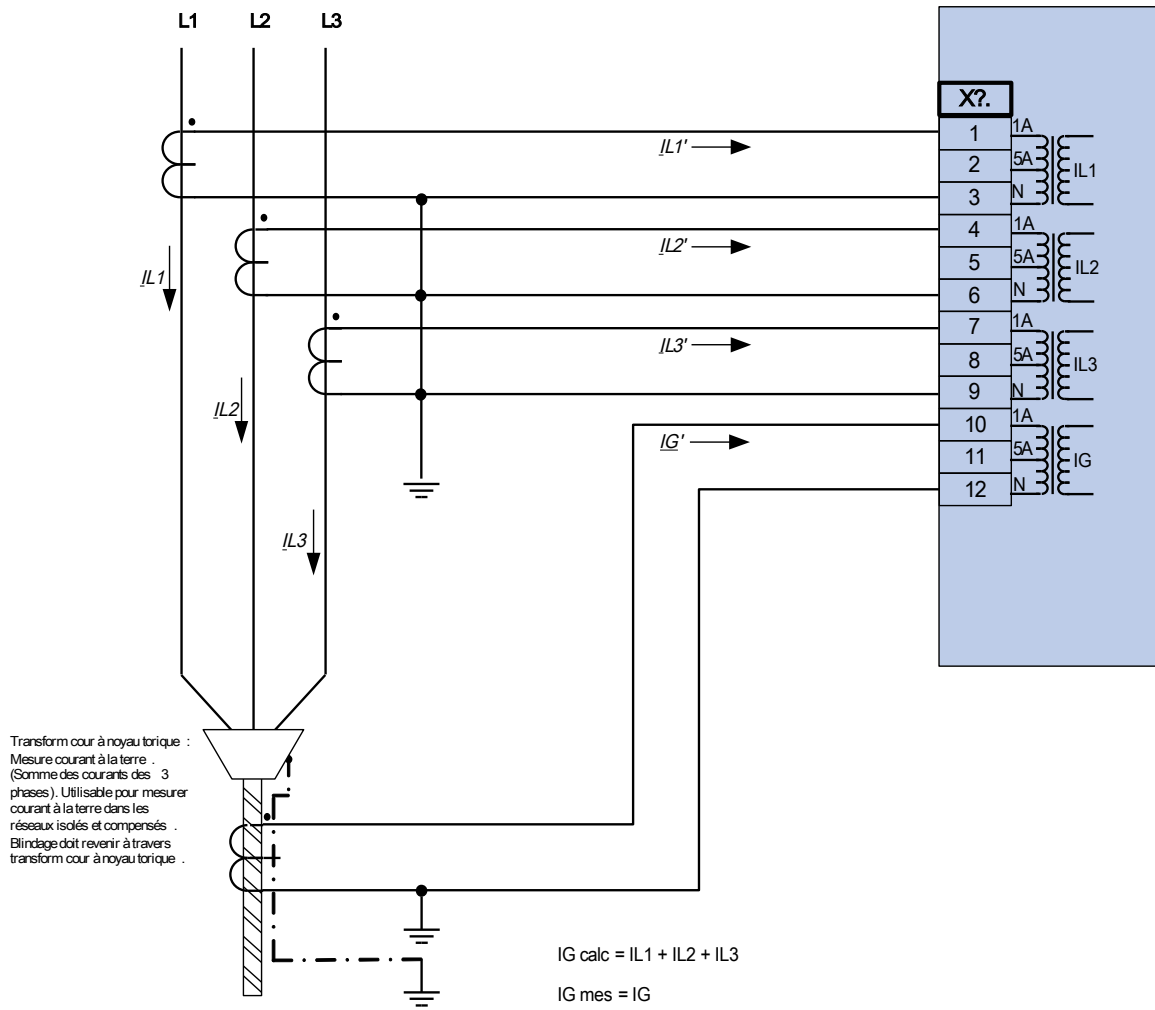 L1 L2 L3
X?.
1 1A
2 5A IL1
3 N
4 1A
5 5A IL2
6 N
7 1A
8 5A IL3
9 N
10 1A
11 5A IG
12 N
IL1'
IL2'
IL3'
IG'
IL1
IL2
IL3
Transform cour à noyau torique :
Mesure courant à la terre .
(Somme des courants des 3
phases). Utilisable pour mesurer
courant à la terre dans les
réseaux isolés et compensés .
Blindage doit revenir à travers
transform cour à noyau torique .
IG calc = IL1 + IL2 + IL3
IG mes = IG